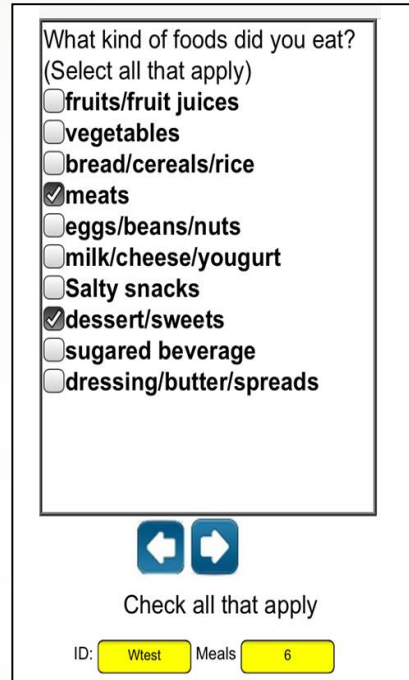 What kind of foods did you eat?
(Select all that apply)
fruits/fruit juices
vegetables
bread/cereals/rice
meats
eggs/beans/nuts
milk/cheese/yougurt
Salty snacks
dessert/sweets
sugared beverage
dressing/butter/spreads
Check all that apply
ID: Wtest Meals 6